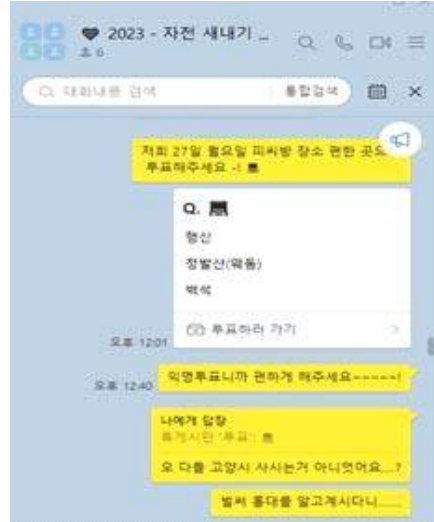 🖤 2023 - 자전 새내기 ...
6
대화내용 검색 통합검색
저희 27일 월요일 피씨방 장소 편한 곳으
투표해주세요 -!
Q.
행신
정발산(웨돔)
백석
투표하러 가기
오후 12:01
익명투표니까 편하게 해주세요~~~~~!
오후 12:40
나에게 답장
투표
오 다들 고양시 사시는거 아니엇어요...?
벌써 홍대를 알고계시다니......